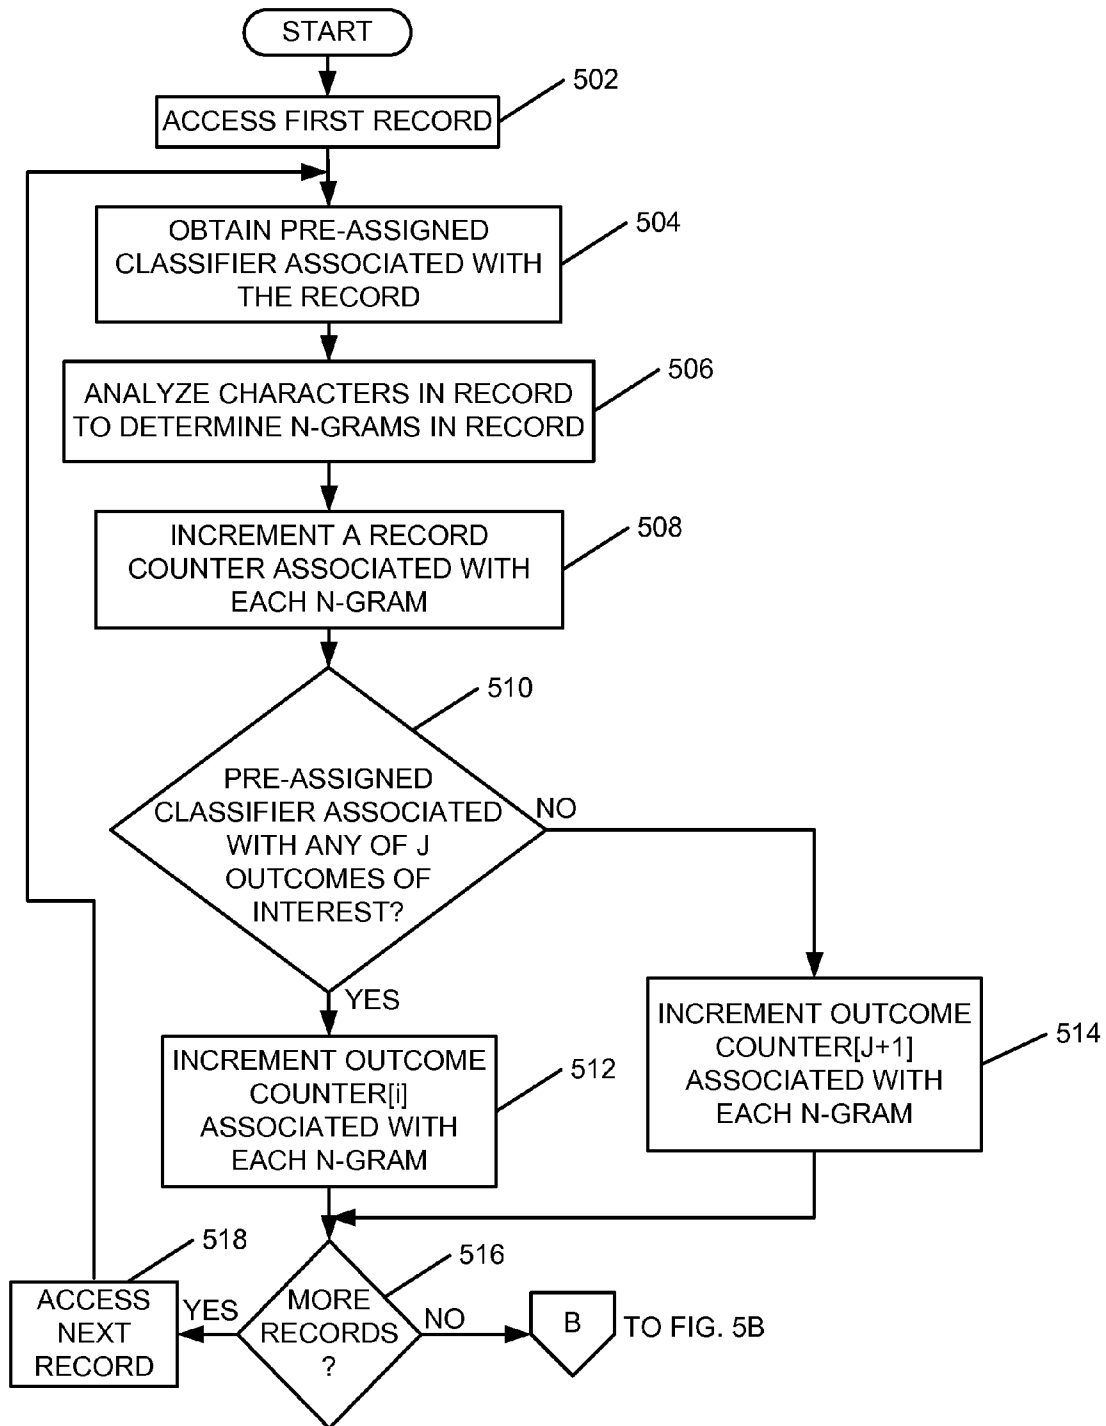 START
502
ACCESS FIRST RECORD
504
OBTAIN PRE-ASSIGNED
CLASSIFIER ASSOCIATED WITH
THE RECORD
506
ANALYZE CHARACTERS IN RECORD
TO DETERMINE N-GRAMS IN RECORD
508
INCREMENT A RECORD
COUNTER ASSOCIATED WITH
EACH N-GRAM
510
PRE-ASSIGNED
CLASSIFIER ASSOCIATED
WITH ANY OF J
OUTCOMES OF
INTEREST?
NO
YES
INCREMENT OUTCOME
COUNTER[i]
ASSOCIATED WITH
EACH N-GRAM
512
INCREMENT OUTCOME
COUNTER[J+1]
ASSOCIATED WITH
EACH N-GRAM
514
518
ACCESS
NEXT
RECORD
YES
516
MORE
RECORDS
?
NO
B
TO FIG. 5B